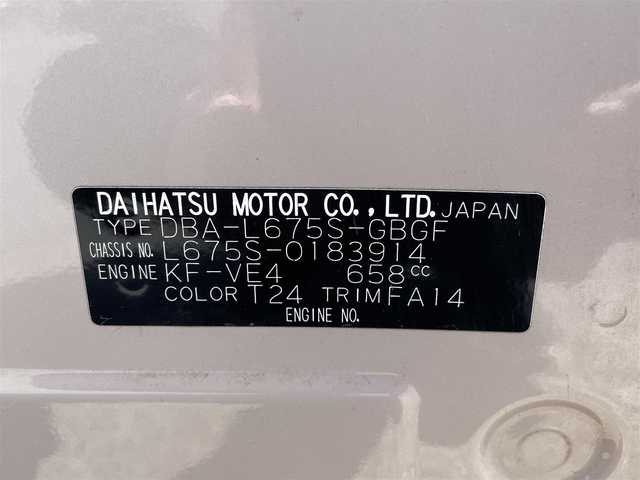 DAIHATSU MOTOR CO., LTD. JAPAN
TYPE DBA-L675S-GBGF
CHASSIS NO. L675S-0183914
ENGINE KF-VE4 658cc
COLOR T24 TRIM FA14
ENGINE NO.